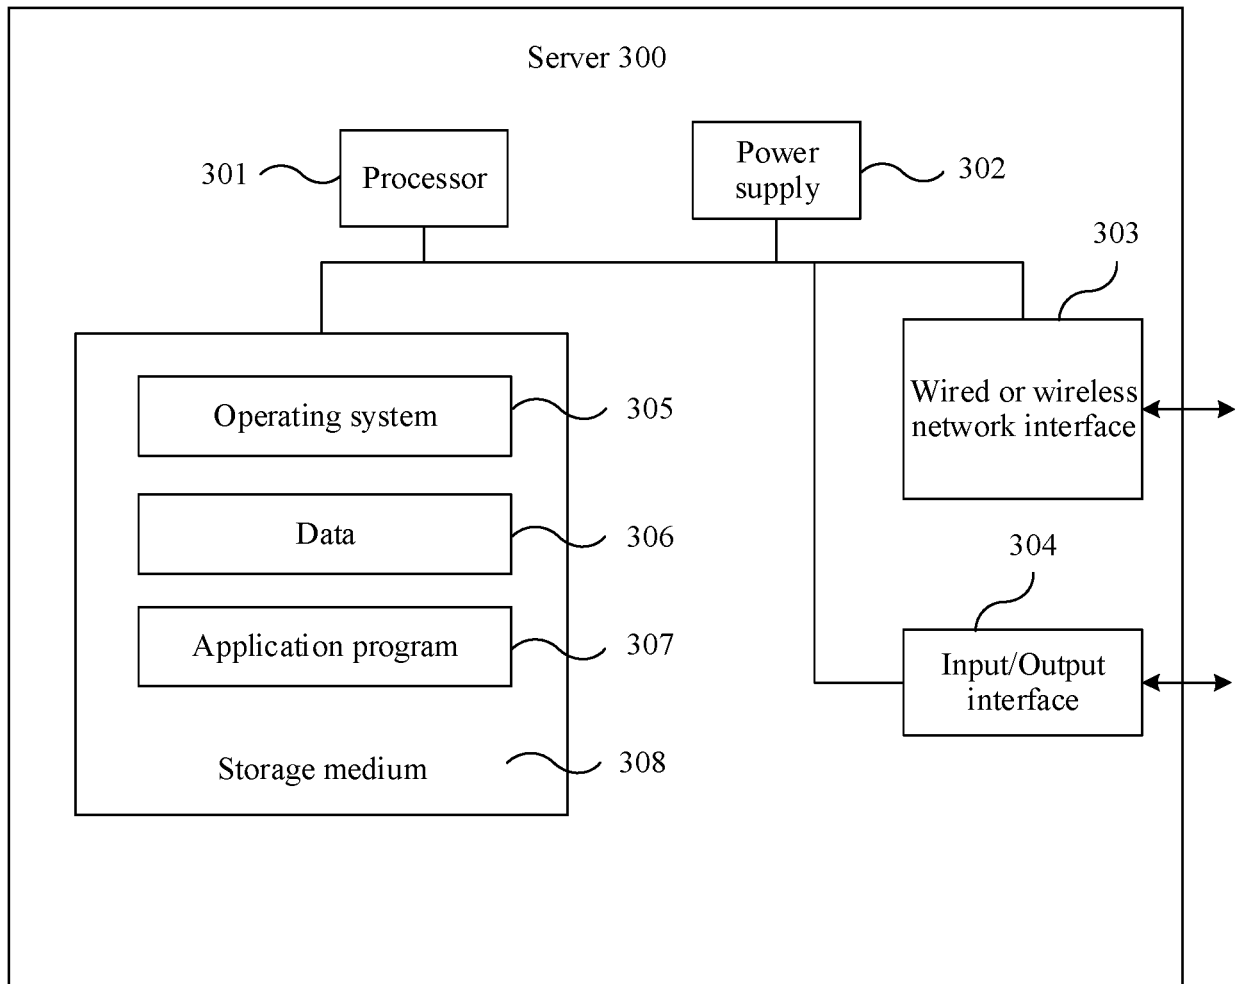 Server 300
301
Processor
Power
supply
302
303
Wired or wireless
network interface
Operating system
305
Data
306
304
Application program
307
Input/Output
interface
Storage medium
308